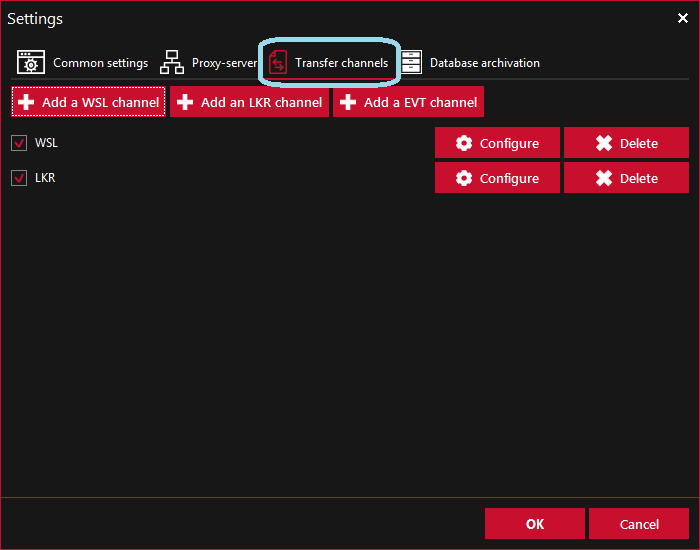 Settings
Common settings Proxy-server Transfer channels Database archivation
Add a WSL channel Add an LKR channel Add a EVT channel
WSL Configure Delete
LKR Configure Delete
OK Cancel